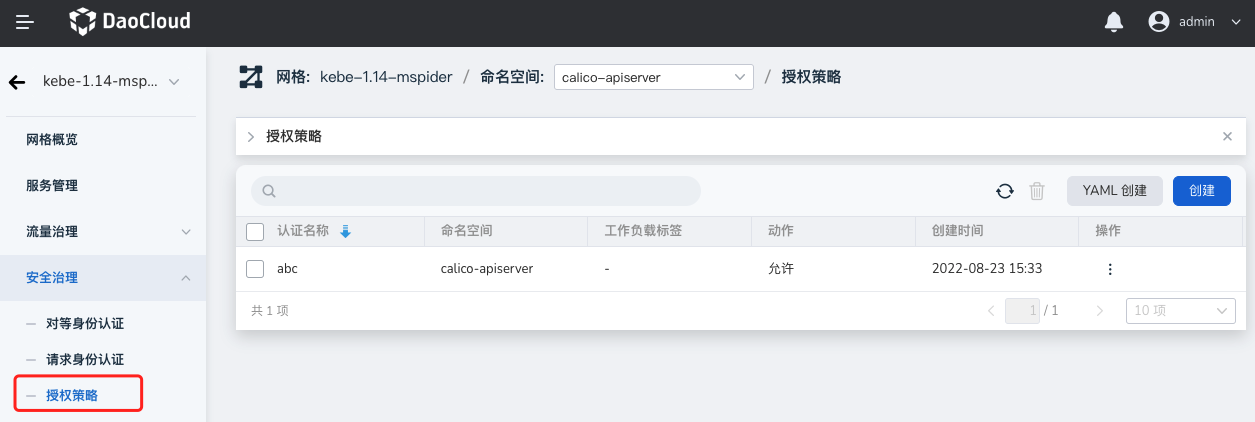 DaoCloud
admin
kebe-1.14-msp...
网格: kebe-1.14-mspider / 命名空间: calico-apiserver / 授权策略
网格概览
服务管理
流量治理
安全治理
对等身份认证
请求身份认证
授权策略
授权策略
YAML 创建 创建
认证名称 命名空间 工作负载标签 动作 创建时间 操作
abc calico-apiserver - 允许 2022-08-23 15:33
共 1 项 1 / 1 10 项